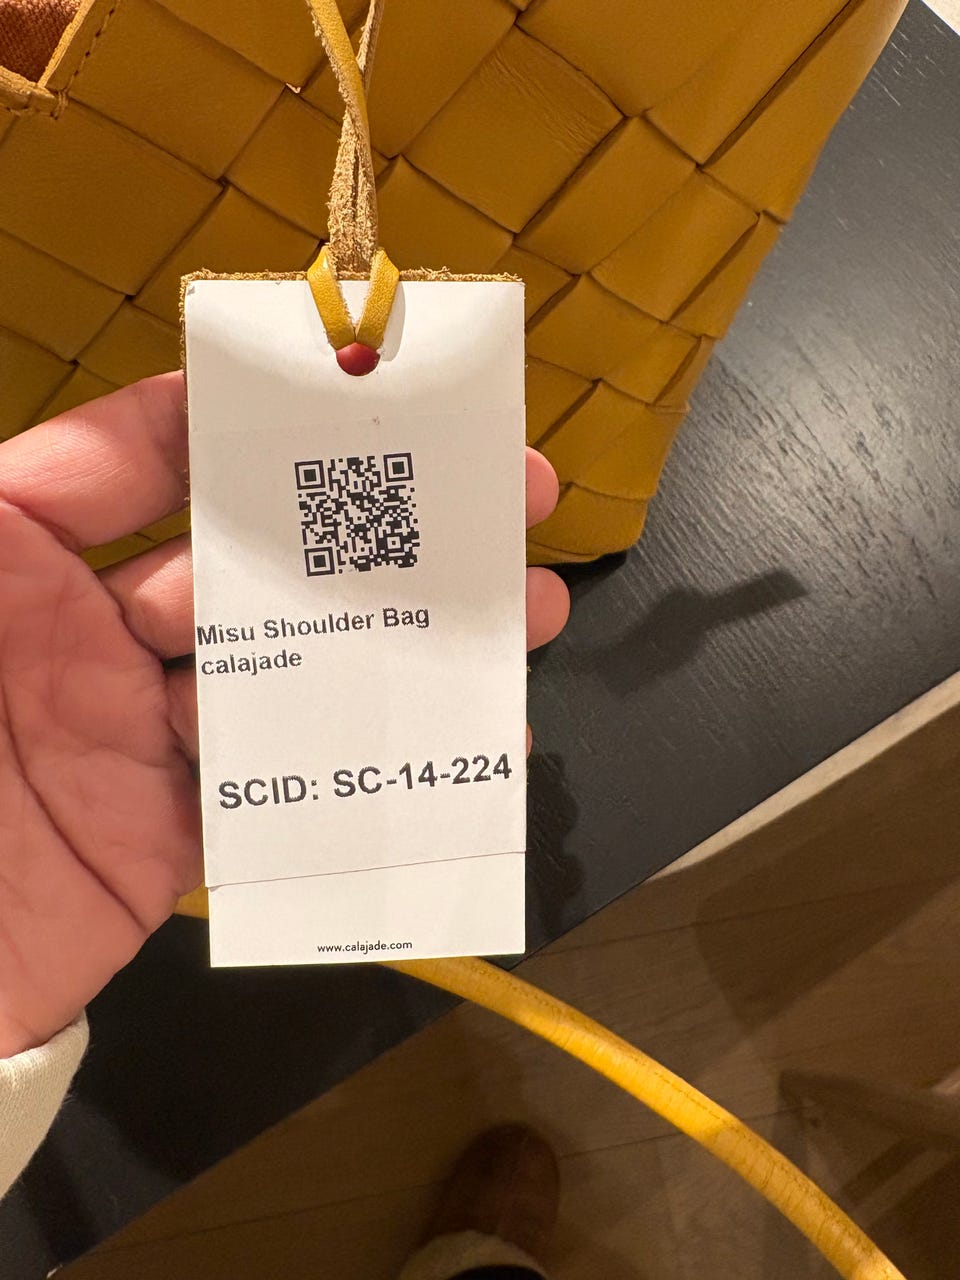 Misu Shoulder Bag
calajade
SCID: SC-14-224
www.calajade.com